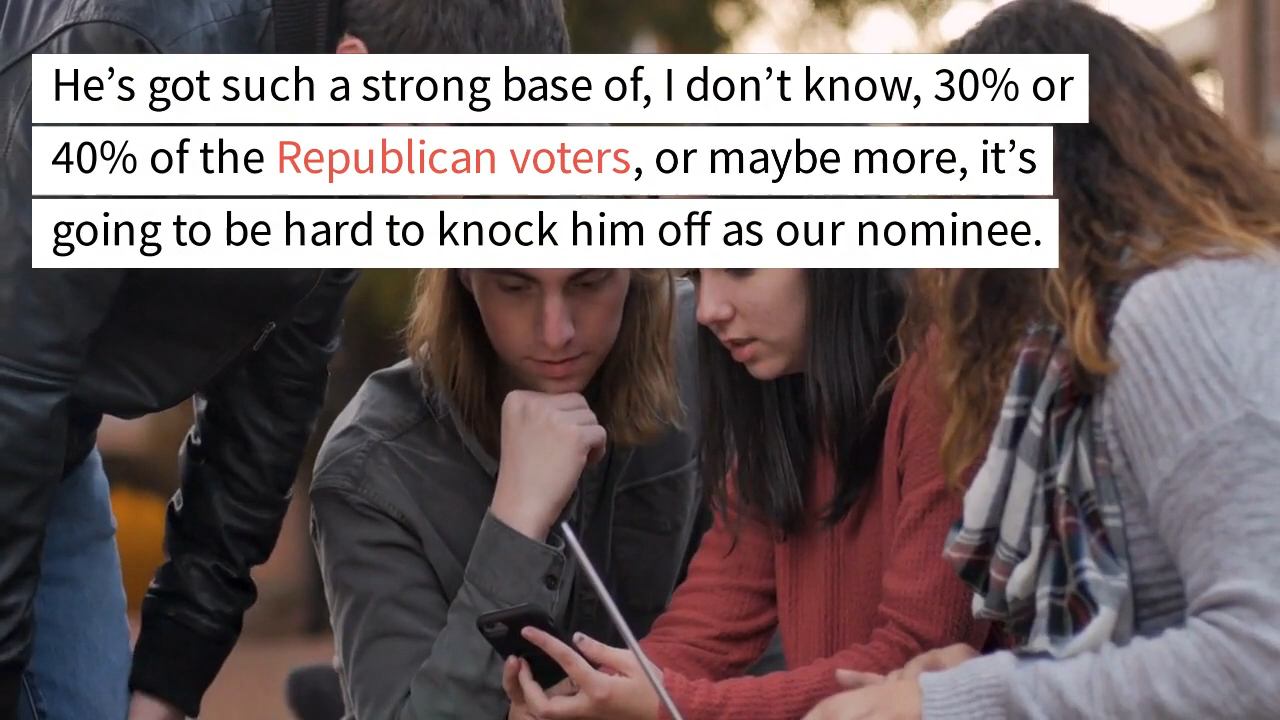 He’s got such a strong base of, I don’t know, 30% or
40% of the Republican voters, or maybe more, it’s
going to be hard to knock him off as our nominee.